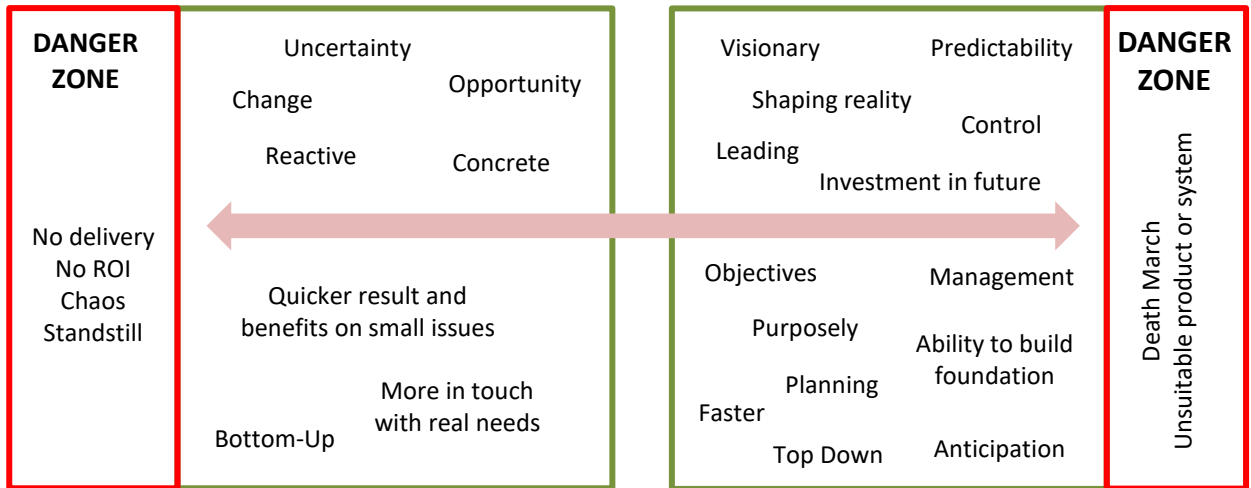 DANGER
ZONE
No delivery
No ROI
Chaos
Standstill
Uncertainty
Opportunity
Change
Reactive
Concrete
Quicker result and
benefits on small issues
More in touch
with real needs
Bottom-Up
Visionary
Predictability
Shaping reality
Control
Leading
Investment in future
Objectives
Management
Purposely
Ability to build
foundation
Planning
Faster
Top Down
Anticipation
DANGER
ZONE
Death March
Unsuitable product or system